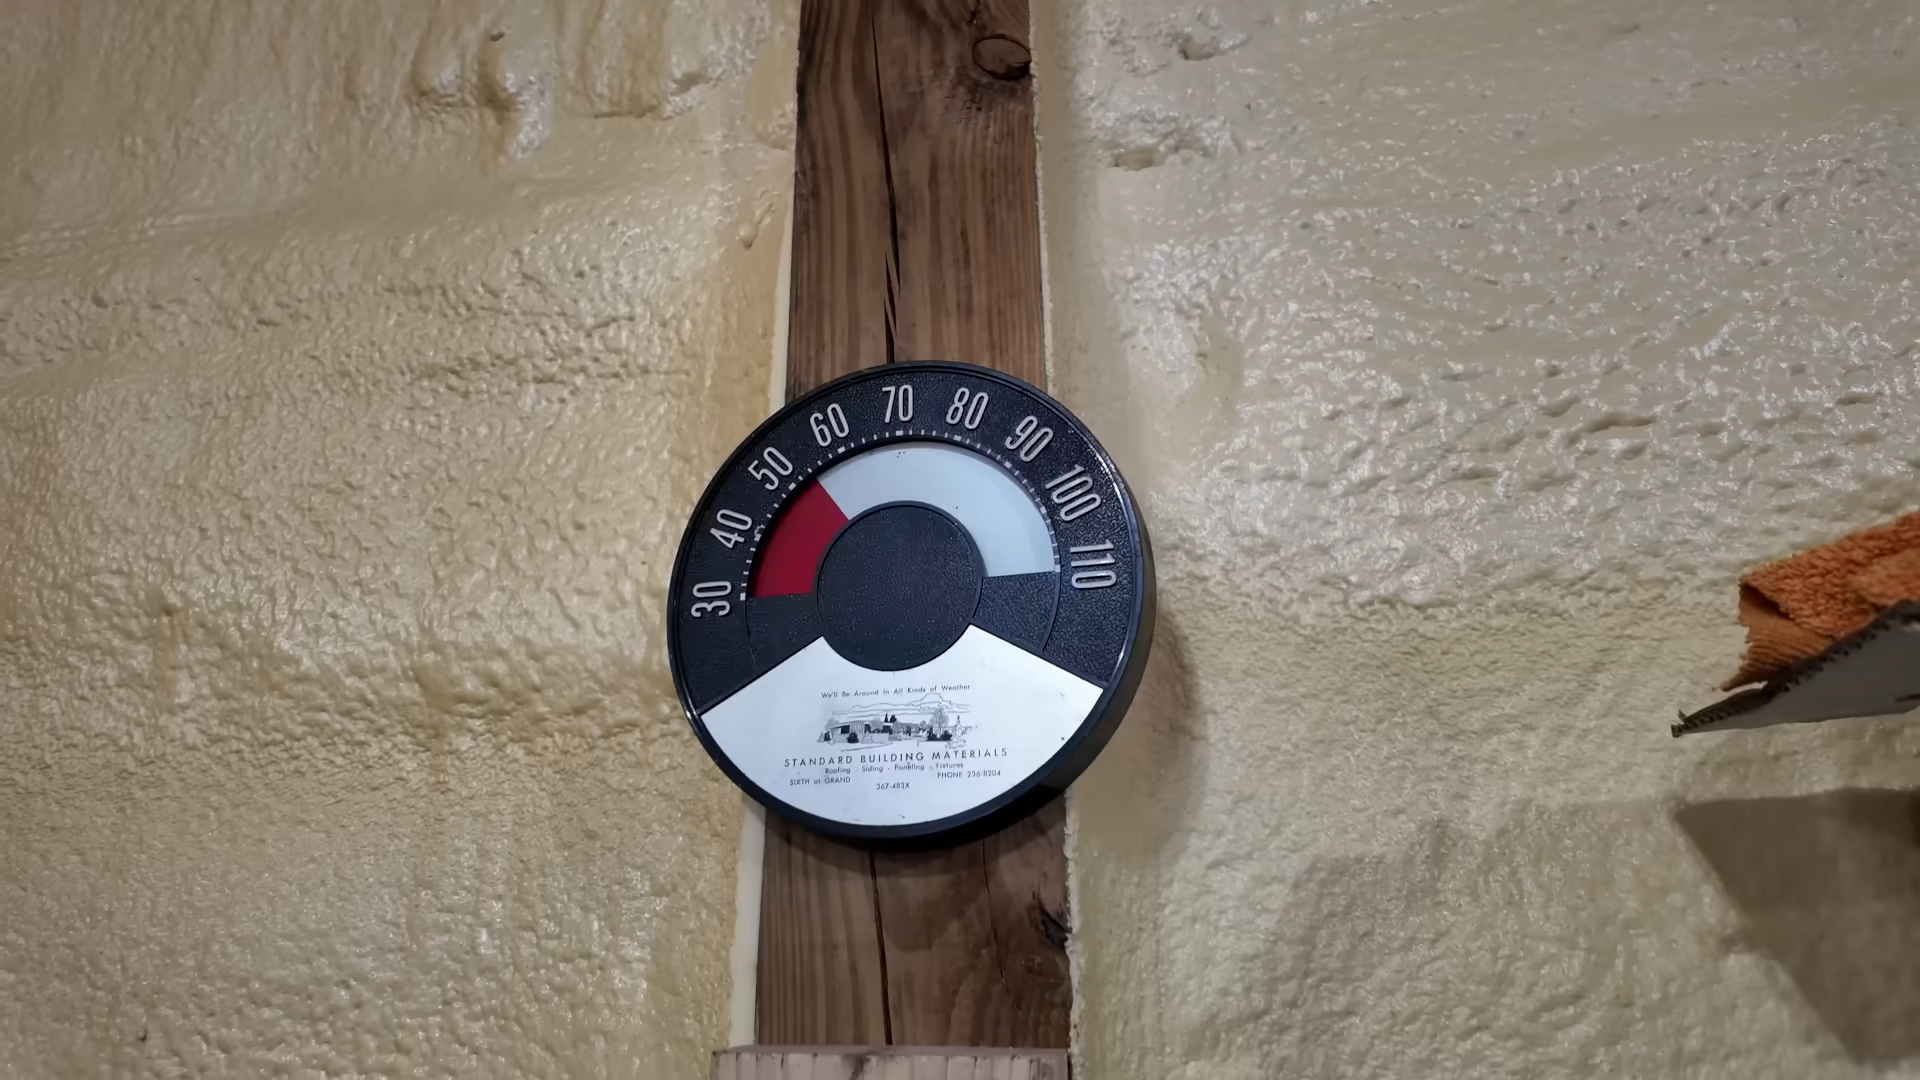 30 40 50 60 70 80 90 100 110
We'll Be Around In All Kinds of Weather
STANDARD BUILDING MATERIALS
Roofing Siding - Paneling - Fixtures
SIXTH at GRAND PHONE 236-8204
367-483X